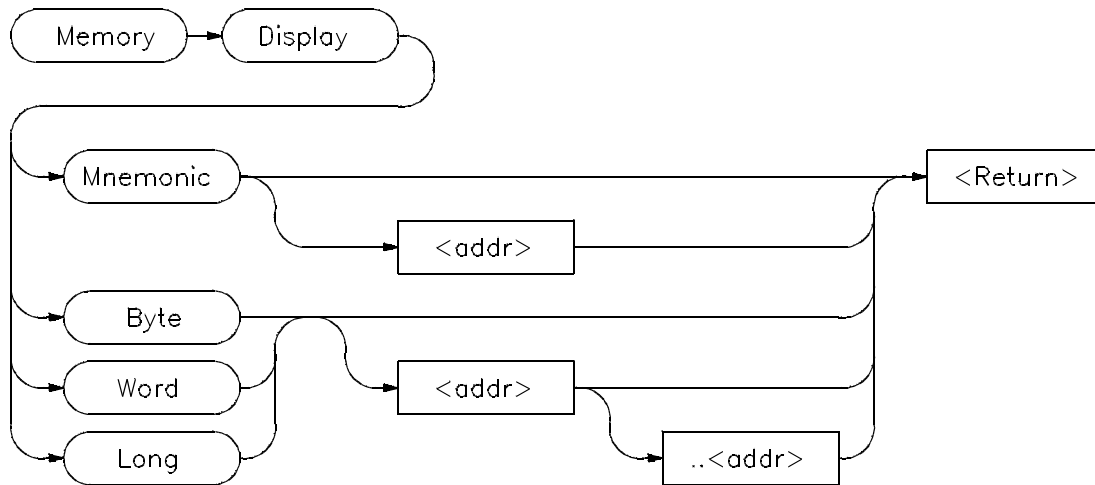 Memory Display
Mnemonic <Return>
<addr>
Byte
Word <addr>
Long ..<addr>